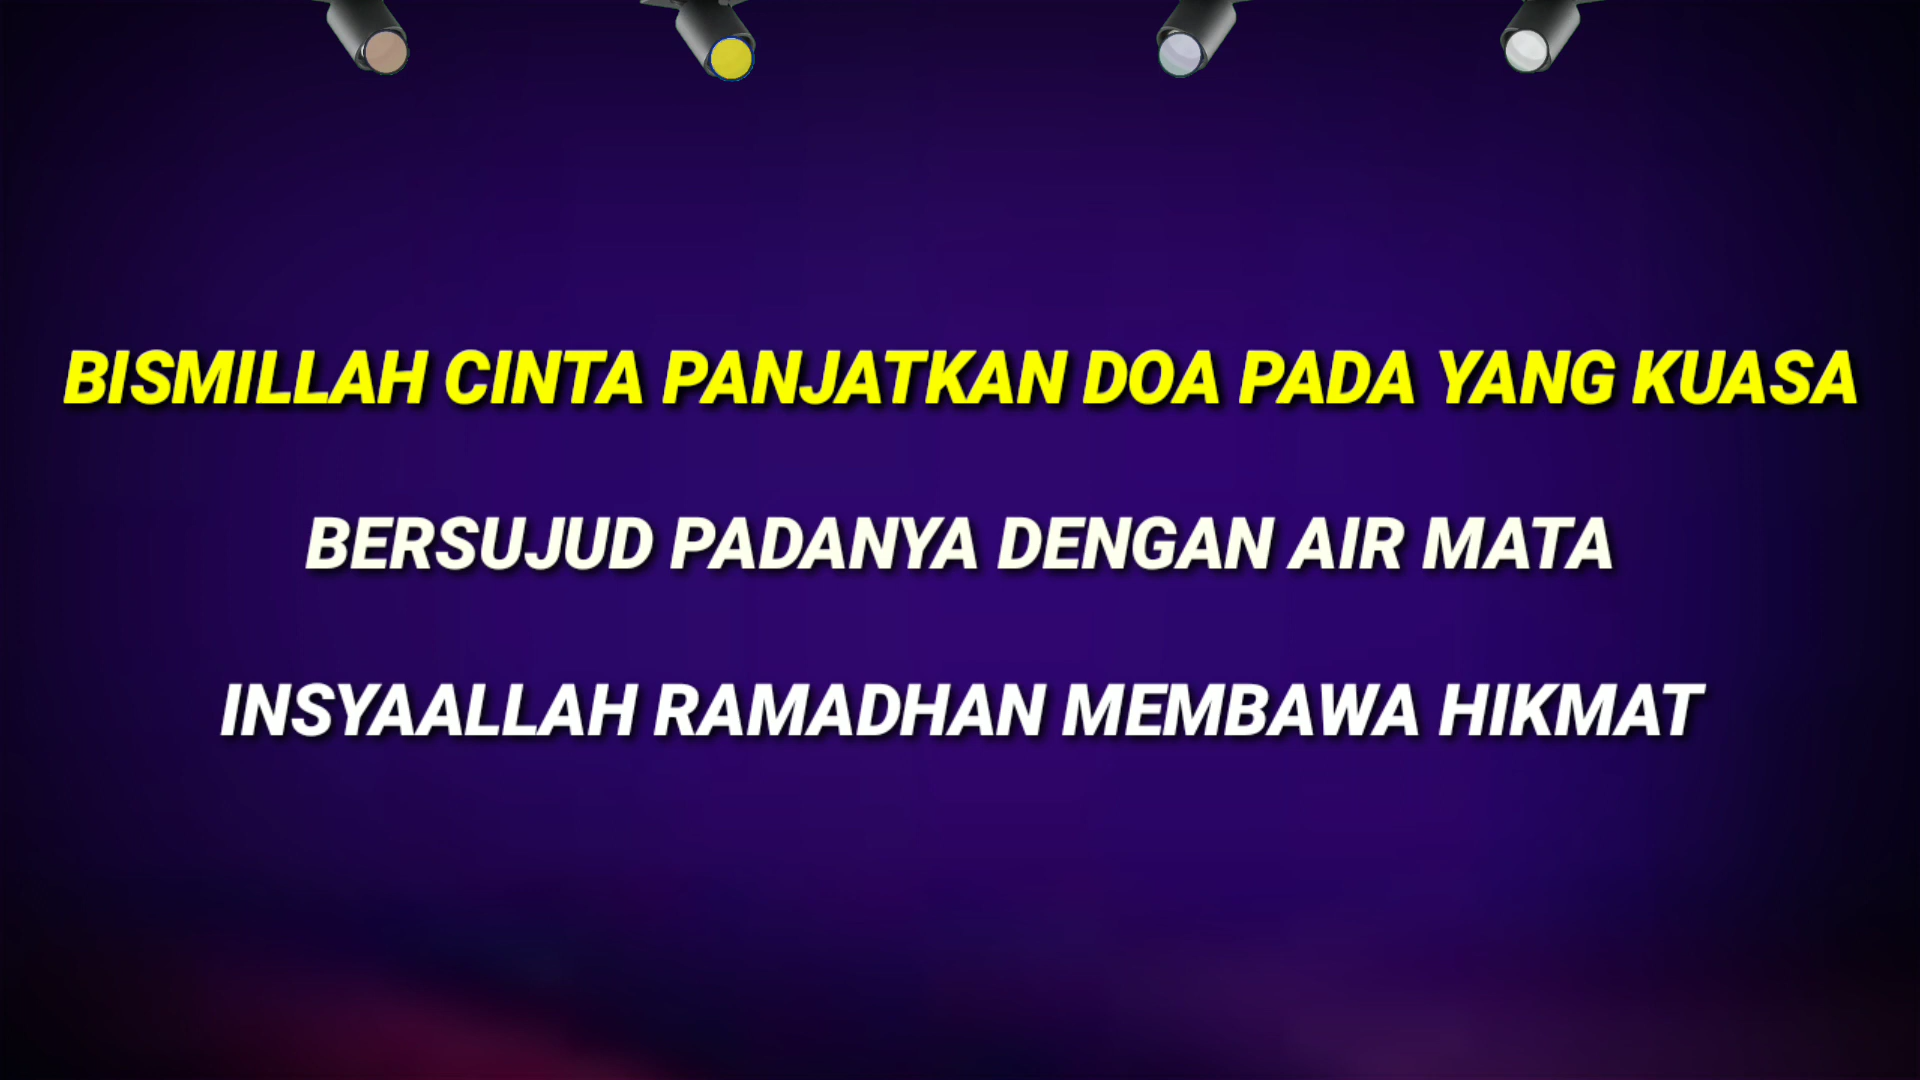 BISMILLAH CINTA PANJATKAN DOA PADA YANG KUASA
BERSUJUD PADANYA DENGAN AIR MATA
INSYAALLAH RAMADHAN MEMBAWA HIKMAT